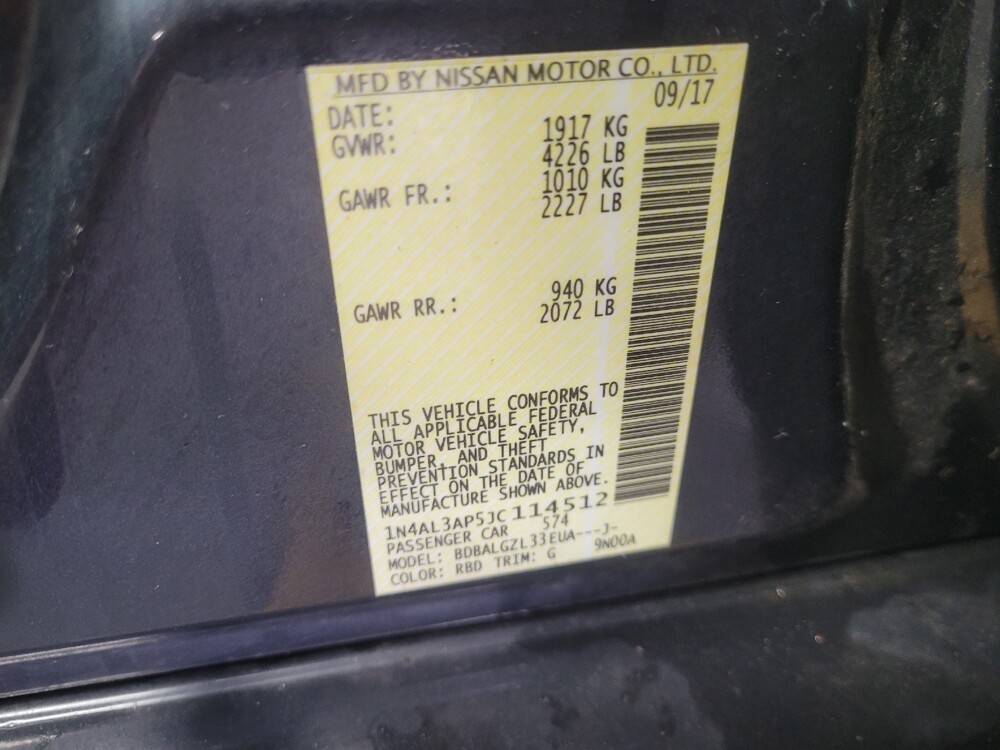 MFD BY NISSAN MOTOR CO., LTD.
DATE: 09/17
GVWR: 1917 KG
4226 LB
GAWR FR.: 1010 KG
2227 LB
GAWR RR.: 940 KG
2072 LB
THIS VEHICLE CONFORMS TO
ALL APPLICABLE FEDERAL
MOTOR VEHICLE SAFETY,
BUMPER, AND THEFT
PREVENTION STANDARDS IN
EFFECT ON THE DATE OF
MANUFACTURE SHOWN ABOVE.
1N4AL3AP5JC114512
PASSENGER CAR 574
MODEL: BDBALGZL33EUA---J-
COLOR: RBD TRIM: G 9N00A